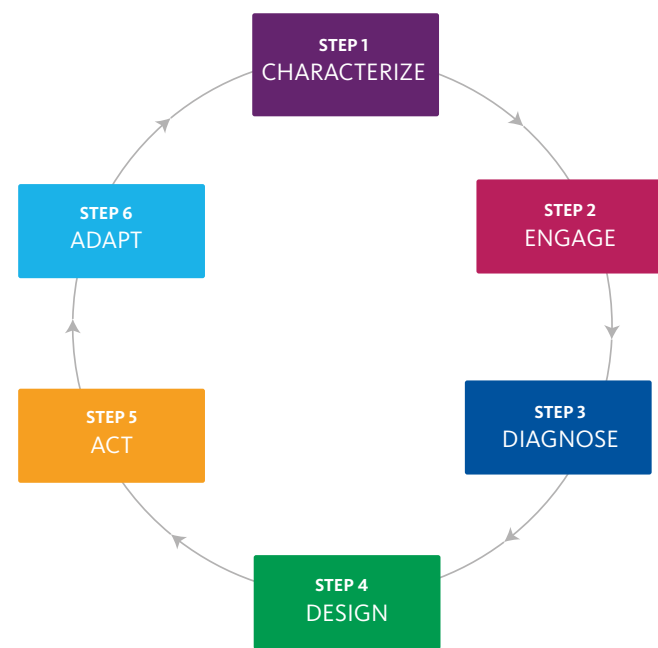 STEP 1
CHARACTERIZE
STEP 2
ENGAGE
STEP 3
DIAGNOSE
STEP 4
DESIGN
STEP 5
ACT
STEP 6
ADAPT